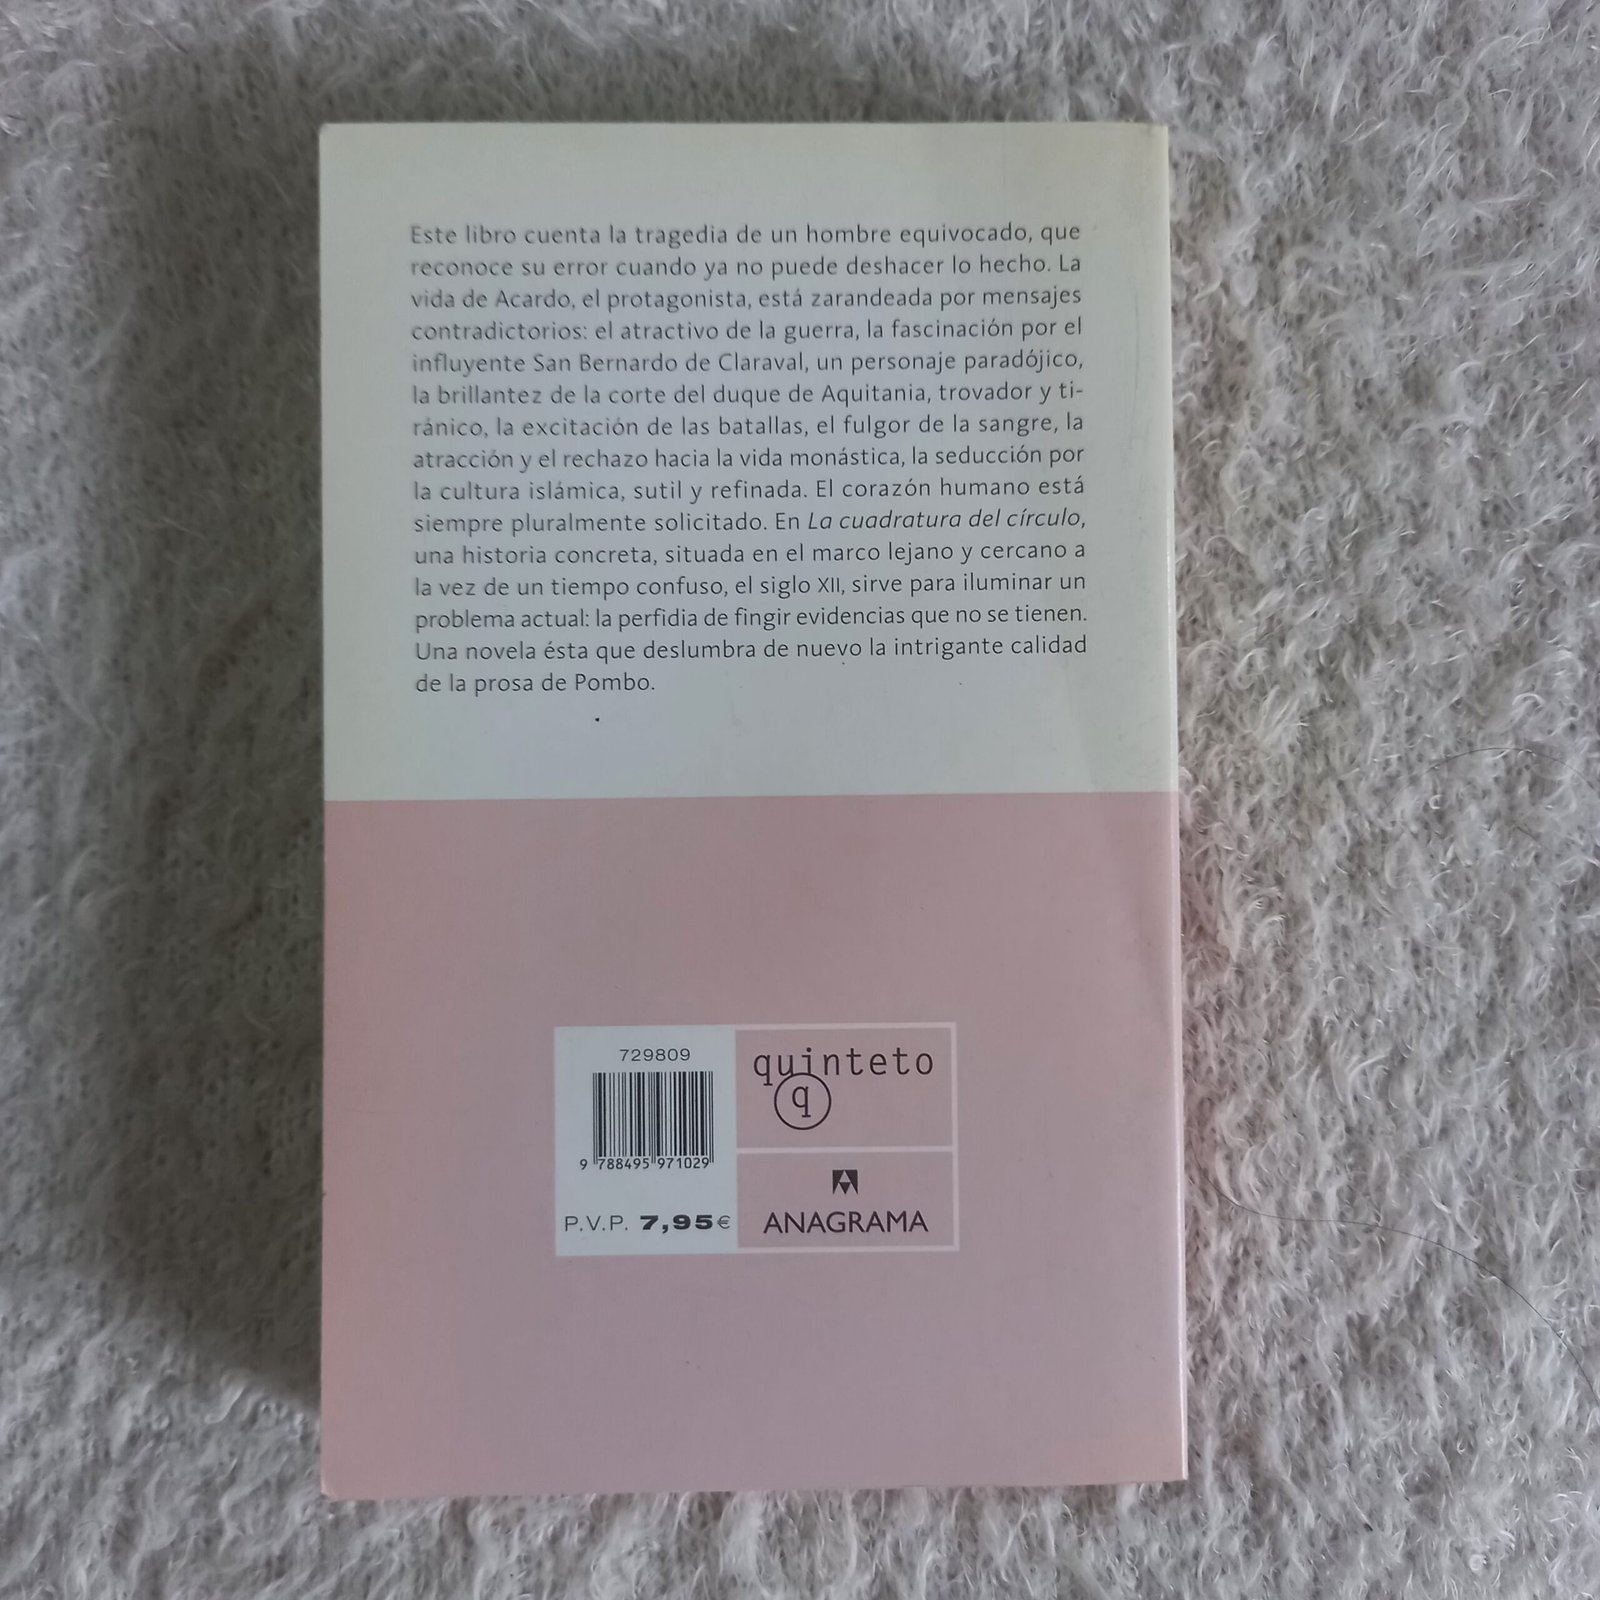 Este libro cuenta la tragedia de un hombre equivocado, que
reconoce su error cuando ya no puede deshacer lo hecho. La
vida de Acardo, el protagonista, está zarandeada por mensajes
contradictorios: el atractivo de la guerra, la fascinación por el
influyente San Bernardo de Claraval, un personaje paradójico,
la brillantez de la corte del duque de Aquitania, trovador y ti-
ránico, la excitación de las batallas, el fulgor de la sangre, la
atracción y el rechazo hacia la vida monástica, la seducción por
la cultura islámica, sutil y refinada. El corazón humano está
siempre pluralmente solicitado. En La cuadratura del círculo,
una historia concreta, situada en el marco lejano y cercano a
la vez de un tiempo confuso, el siglo XII, sirve para iluminar un
problema actual: la perfidia de fingir evidencias que no se tienen.
Una novela ésta que deslumbra de nuevo la intrigante calidad
de la prosa de Pombo.
729809
9 788495 971029
P.V.P. 7,95€
quinteto
q
ANAGRAMA